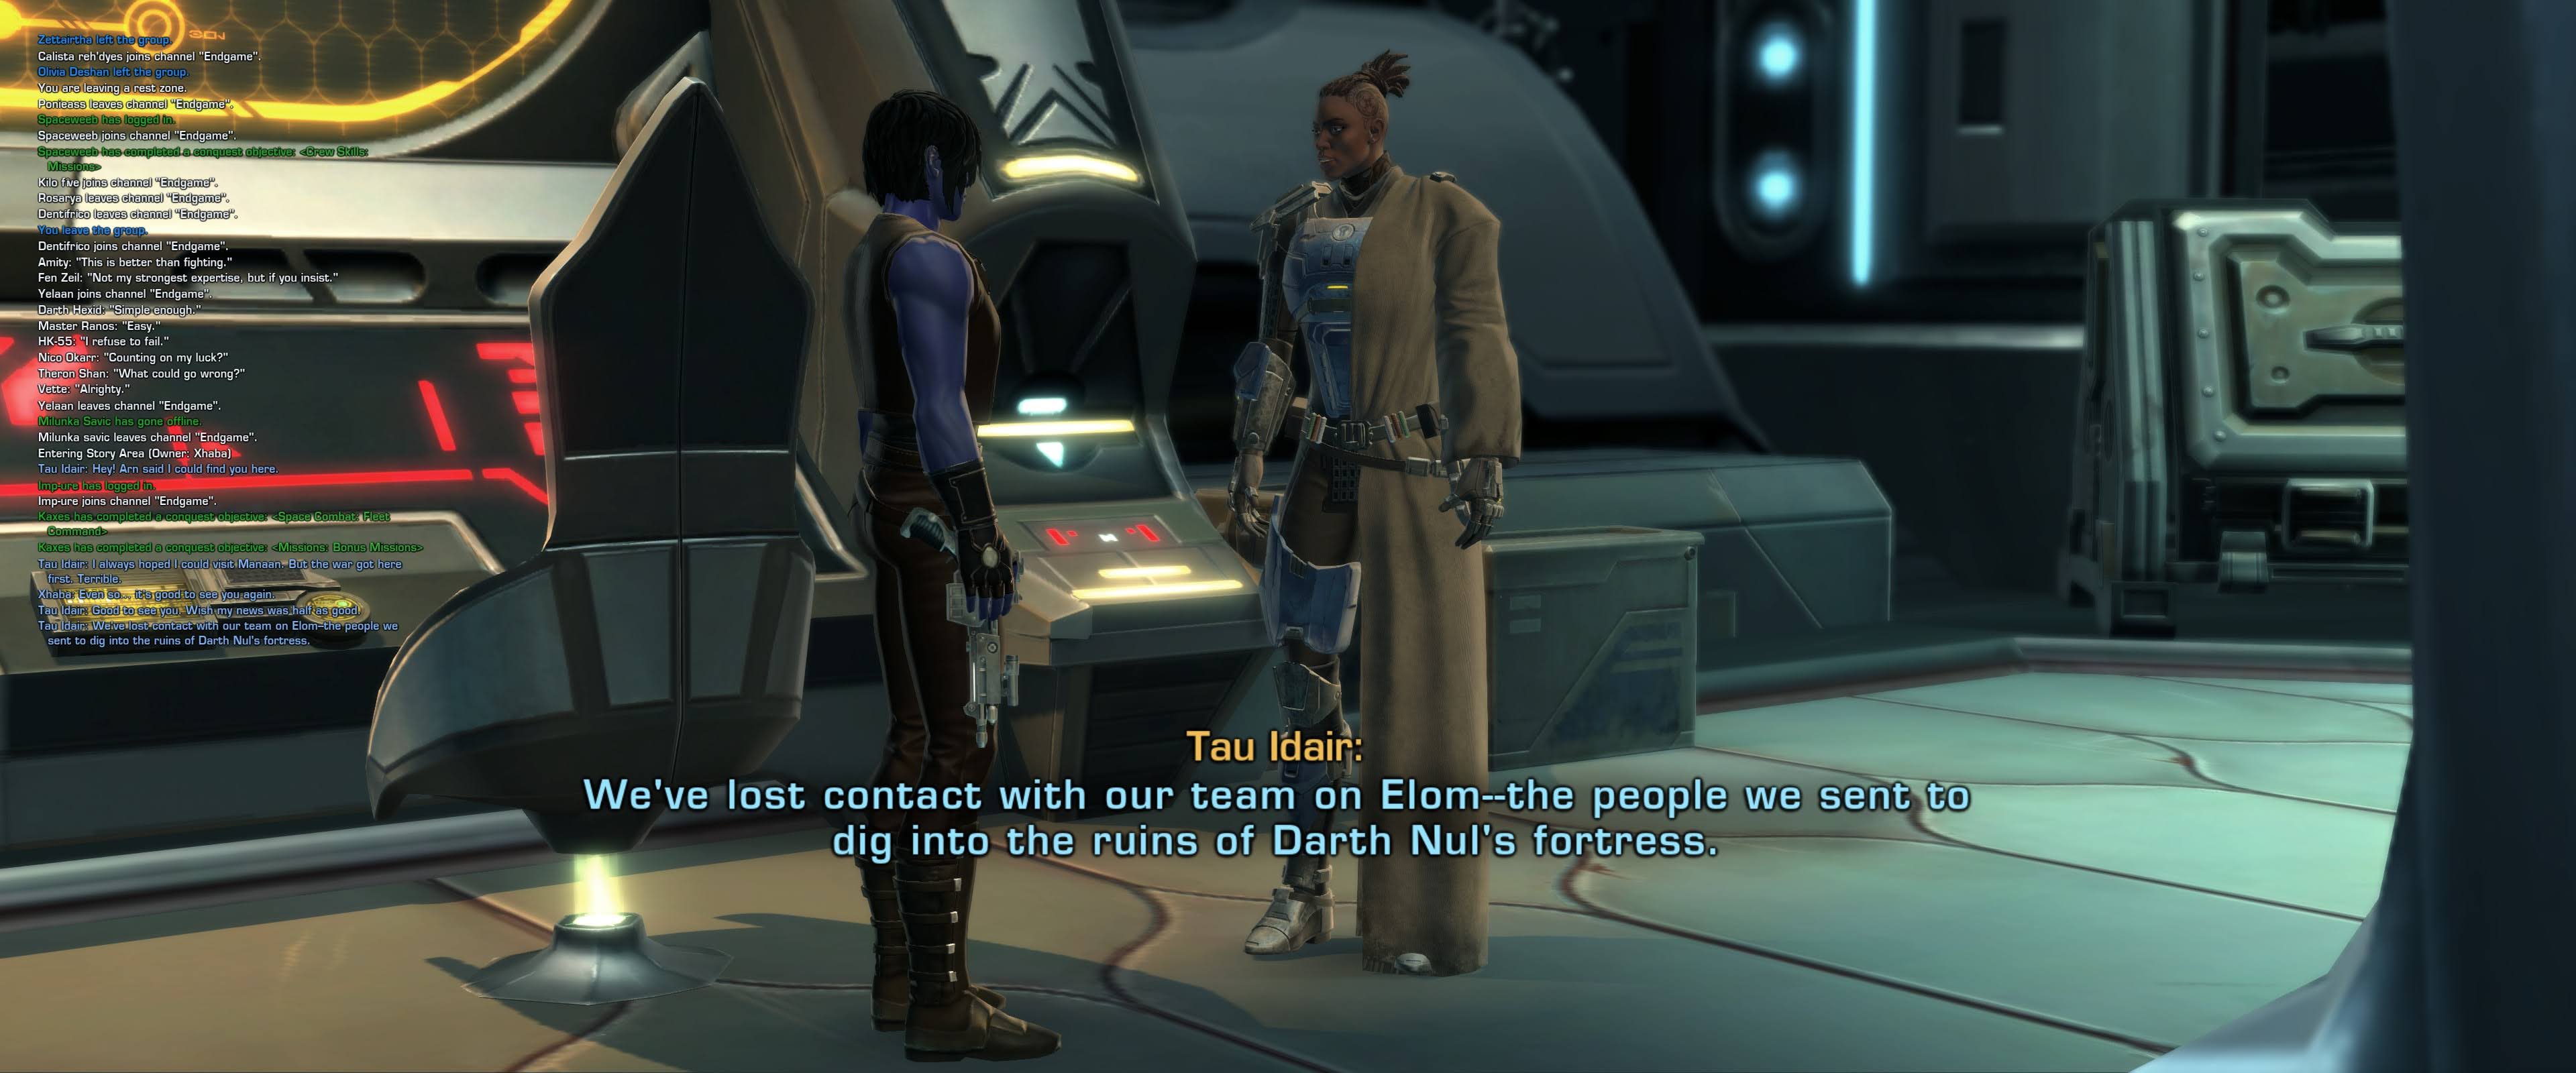 Zettairtha left the group.
Calista reh'dyes joins channel "Endgame".
Olivia Deshan left the group.
You are leaving a rest zone.
Ponieass leaves channel "Endgame".
Spaceweeb has logged in.
Spaceweeb joins channel "Endgame".
Spaceweeb has completed a conquest objective: <Crew Skills:
Missions>
Kilo five joins channel "Endgame".
Rosarya leaves channel "Endgame".
Dentifrico leaves channel "Endgame".
You leave the group.
Dentifrico joins channel "Endgame".
Amity: "This is better than fighting."
Fen Zeil: "Not my strongest expertise, but if you insist."
Yelaan joins channel "Endgame".
Darth Hexid: "Simple enough."
Master Ranos: "Easy."
HK-55: "I refuse to fail."
Nico Okarr: "Counting on my luck?"
Theron Shan: "What could go wrong?"
Vette: "Alrighty."
Yelaan leaves channel "Endgame".
Milunka Savic has gone offline.
Milunka savic leaves channel "Endgame".
Entering Story Area (Owner: Xhaba)
Tau Idair: Hey! Arn said I could find you here.
Imp-ure has logged in.
Imp-ure joins channel "Endgame".
Kaxes has completed a conquest objective: <Space Combat: Fleet
Command>
Kaxes has completed a conquest objective: <Missions: Bonus Missions>
Tau Idair: I always hoped I could visit Manaan. But the war got here
first. Terrible.
Xhaba: Even so... it's good to see you again.
Tau Idair: Good to see you. Wish my news was half as good.
Tau Idair: We've lost contact with our team on Elom--the people we
sent to dig into the ruins of Darth Nul's fortress.
Tau Idair:
We've lost contact with our team on Elom--the people we sent to
dig into the ruins of Darth Nul's fortress.